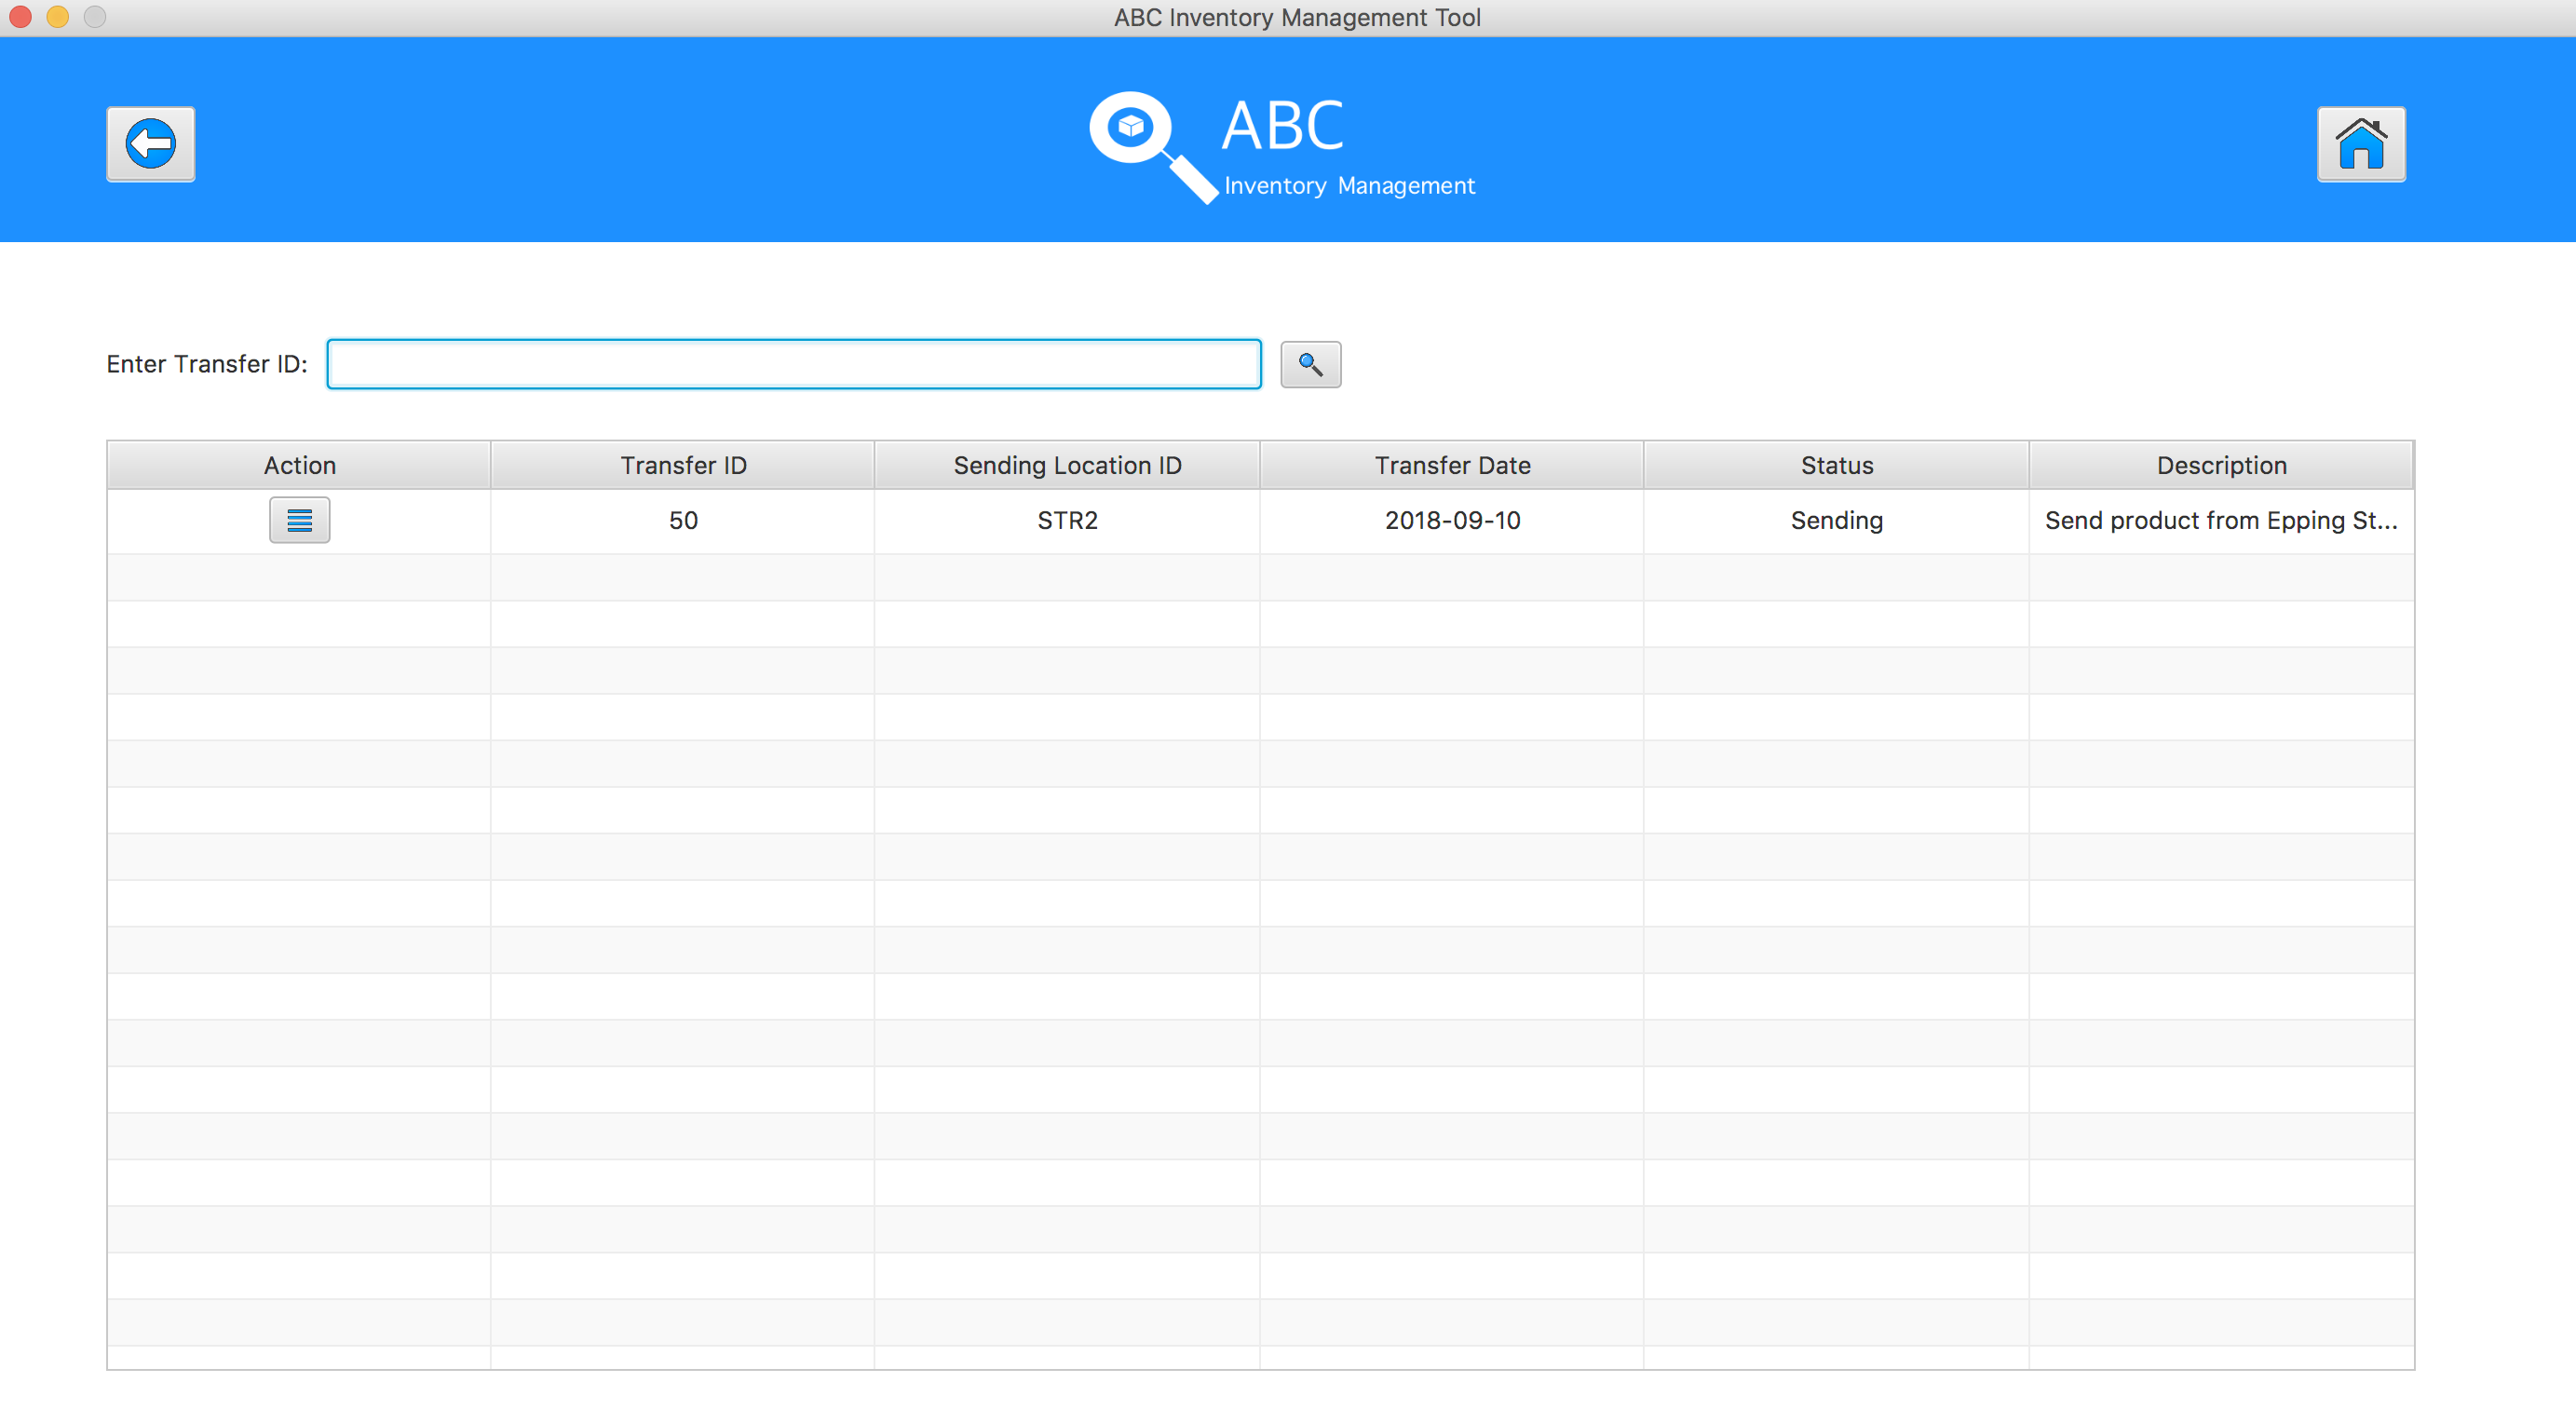 ABC Inventory Management Tool
ABC
Inventory Management
Enter Transfer ID:
Action Transfer ID Sending Location ID Transfer Date Status Description
50 STR2 2018-09-10 Sending Send product from Epping St...